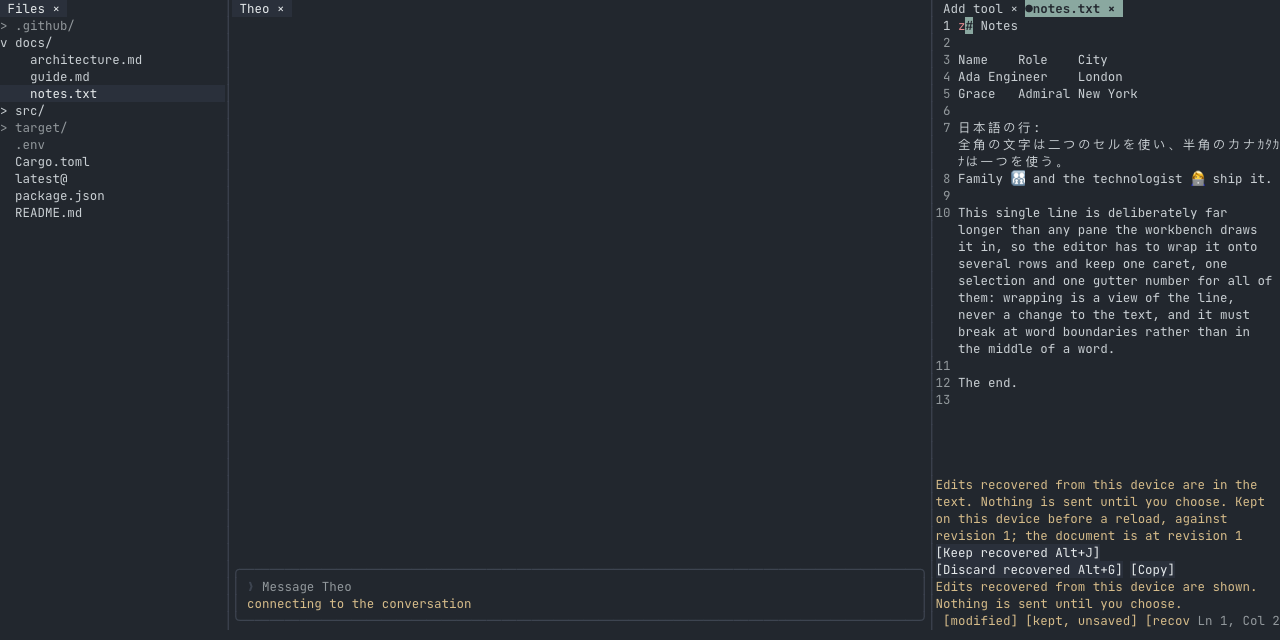 Files ×
> .github/
v docs/
architecture.md
guide.md
notes.txt
> src/
> target/
.env
Cargo.toml
latest@
package.json
README.md
Theo ×
) Message Theo
connecting to the conversation
Add tool × ●notes.txt ×
1 z# Notes
2
3 Name Role City
4 Ada Engineer London
5 Grace Admiral New York
6
7 日本語の行:
全角の文字は二つのセルを使い、半角のカナｶﾀｶ
ﾅは一つを使う。
8 Family and the technologist ship it.
9
10 This single line is deliberately far
longer than any pane the workbench draws
it in, so the editor has to wrap it onto
several rows and keep one caret, one
selection and one gutter number for all of
them: wrapping is a view of the line,
never a change to the text, and it must
break at word boundaries rather than in
the middle of a word.
11
12 The end.
13
Edits recovered from this device are in the
text. Nothing is sent until you choose. Kept
on this device before a reload, against
revision 1; the document is at revision 1
[Keep recovered Alt+J]
[Discard recovered Alt+G] [Copy]
Edits recovered from this device are shown.
Nothing is sent until you choose.
[modified] [kept, unsaved] [recov Ln 1, Col 2